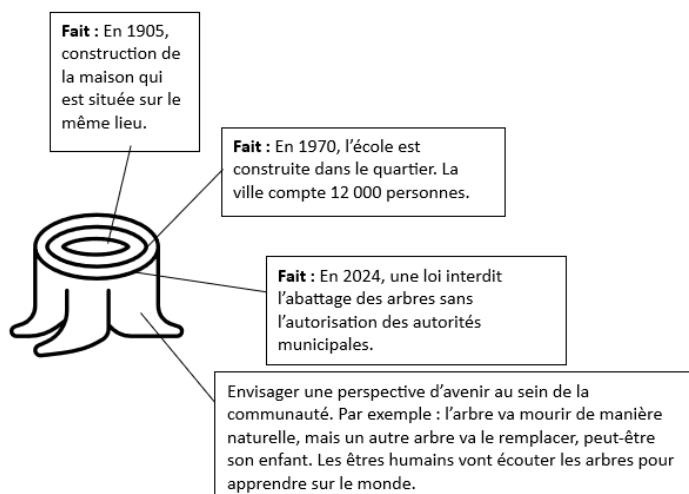 Fait : En 1905,
construction de
la maison qui
est située sur le
même lieu.
Fait : En 1970, l’école est
construite dans le quartier. La
ville compte 12 000 personnes.
Fait : En 2024, une loi interdit
l’abattage des arbres sans
l’autorisation des autorités
municipales.
Envisager une perspective d’avenir au sein de la
communauté. Par exemple : l’arbre va mourir de manière
naturelle, mais un autre arbre va le remplacer, peut-être
son enfant. Les êtres humains vont écouter les arbres pour
apprendre sur le monde.